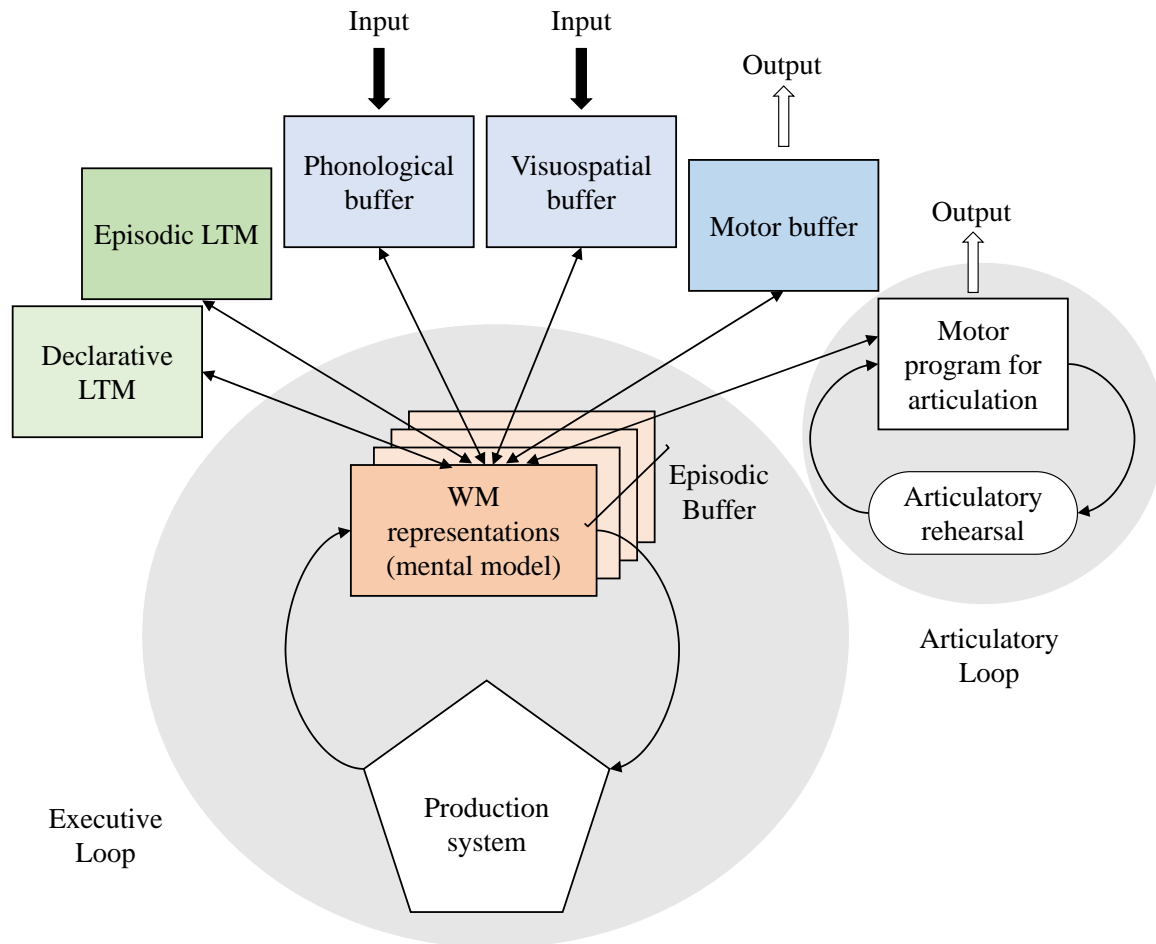 Input
Input
Output
Phonological
buffer
Visuospatial
buffer
Episodic LTM
Motor buffer
Output
Declarative
LTM
Motor
program for
articulation
WM
representations
(mental model)
Episodic
Buffer
Articulatory
rehearsal
Articulatory
Loop
Production
system
Executive
Loop